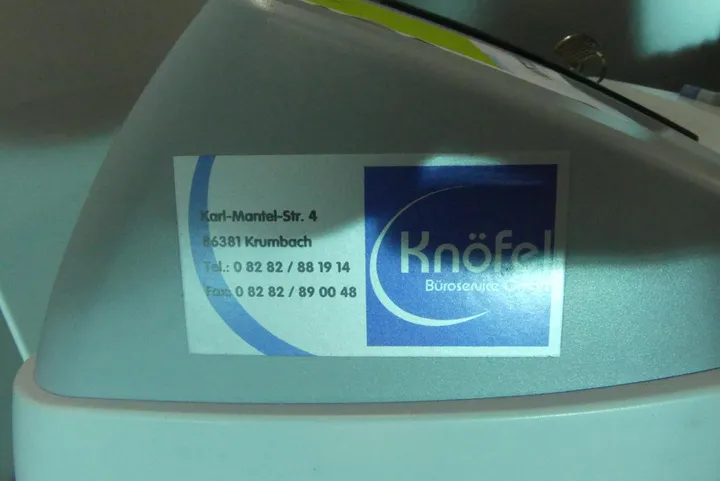 Karl-Mantel-Str. 4
86381 Krumbach
Tel.: 0 82 82 / 88 19 14
Fax: 0 82 82 / 89 00 48
Knöfel
Büroservice GmbH